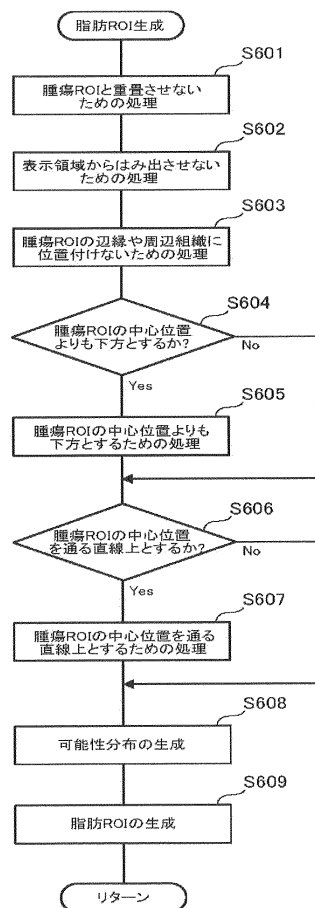 脂肪ROI生成
S601
腫瘍ROIと重畳させない
ための処理
S602
表示領域からはみ出させない
ための処理
S603
腫瘍ROIの辺縁や周辺組織に
位置付けないための処理
S604
腫瘍ROIの中心位置
よりも下方とするか?
No
Yes
S605
腫瘍ROIの中心位置よりも
下方とするための処理
S606
腫瘍ROIの中心位置
を通る直線上とするか?
No
Yes
S607
腫瘍ROIの中心位置を通る
直線上とするための処理
S608
可能性分布の生成
S609
脂肪ROIの生成
リターン